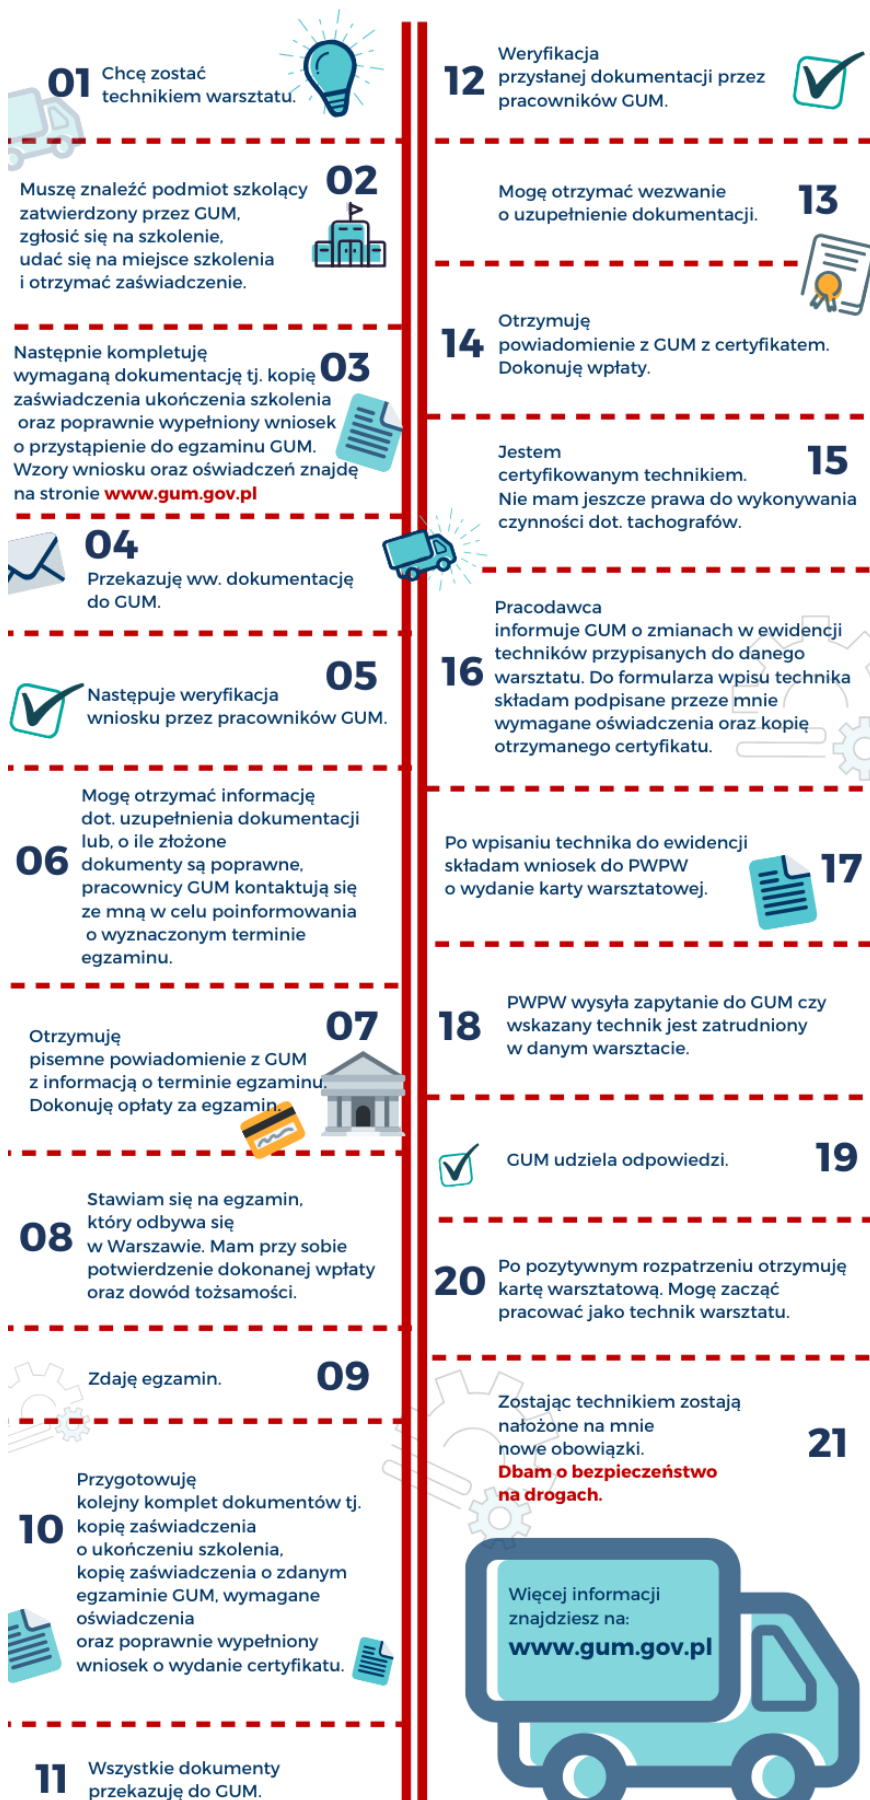 01
Chcę zostać
technikiem warsztatu.
02
Muszę znaleźć podmiot szkolący
zatwierdzony przez GUM,
zgłosić się na szkolenie,
udać się na miejsce szkolenia
i otrzymać zaświadczenie.
03
Następnie kompletuję
wymaganą dokumentację tj. kopię
zaświadczenia ukończenia szkolenia
oraz poprawnie wypełniony wniosek
o przystąpienie do egzaminu GUM.
Wzory wniosku oraz oświadczeń znajdę
na stronie www.gum.gov.pl
04
Przekazuję ww. dokumentację
do GUM.
05
Następuje weryfikacja
wniosku przez pracowników GUM.
06
Mogę otrzymać informację
dot. uzupełnienia dokumentacji
lub, o ile złożone
dokumenty są poprawne,
pracownicy GUM kontaktują się
ze mną w celu poinformowania
o wyznaczonym terminie
egzaminu.
07
Otrzymuję
pisemne powiadomienie z GUM
z informacją o terminie egzaminu.
Dokonuję opłaty za egzamin.
08
Stawiam się na egzamin,
który odbywa się
w Warszawie. Mam przy sobie
potwierdzenie dokonanej wpłaty
oraz dowód tożsamości.
09
Zdaję egzamin.
10
Przygotowuję
kolejny komplet dokumentów tj.
kopię zaświadczenia
o ukończeniu szkolenia,
kopię zaświadczenia o zdanym
egzaminie GUM, wymagane
oświadczenia
oraz poprawnie wypełniony
wniosek o wydanie certyfikatu.
11
Wszystkie dokumenty
przekazuję do GUM.
12
Weryfikacja
przysłanej dokumentacji przez
pracowników GUM.
13
Mogę otrzymać wezwanie
o uzupełnienie dokumentacji.
14
Otrzymuję
powiadomienie z GUM z certyfikatem.
Dokonuję wpłaty.
15
Jestem
certyfikowanym technikiem.
Nie mam jeszcze prawa do wykonywania
czynności dot. tachografów.
16
Pracodawca
informuje GUM o zmianach w ewidencji
techników przypisanych do danego
warsztatu. Do formularza wpisu technika
składam podpisane przeze mnie
wymagane oświadczenia oraz kopię
otrzymanego certyfikatu.
17
Po wpisaniu technika do ewidencji
składam wniosek do PWPW
o wydanie karty warsztatowej.
18
PWPW wysyła zapytanie do GUM czy
wskazany technik jest zatrudniony
w danym warsztacie.
19
GUM udziela odpowiedzi.
20
Po pozytywnym rozpatrzeniu otrzymuję
kartę warsztatową. Mogę zacząć
pracować jako technik warsztatu.
21
Zostając technikiem zostają
nałożone na mnie
nowe obowiązki.
Dbam o bezpieczeństwo
na drogach.
Więcej informacji
znajdziesz na:
www.gum.gov.pl